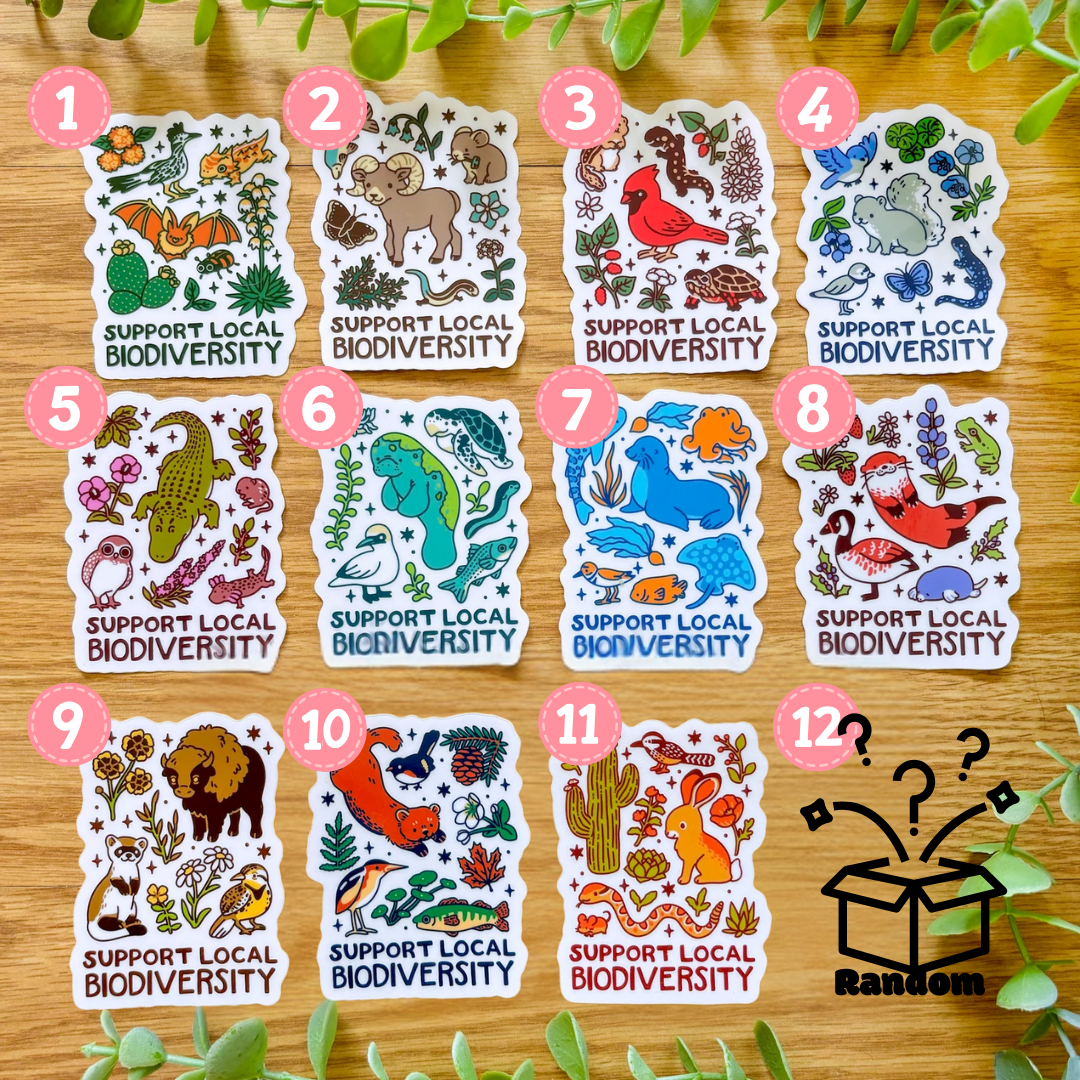 1
2
3
4
SUPPORT LOCAL
BIODIVERSITY
SUPPORT LOCAL
BIODIVERSITY
SUPPORT LOCAL
BIODIVERSITY
SUPPORT LOCAL
BIODIVERSITY
5
6
7
8
SUPPORT LOCAL
BIODIVERSITY
SUPPORT LOCAL
BIODIVERSITY
SUPPORT LOCAL
BIODIVERSITY
SUPPORT LOCAL
BIODIVERSITY
9
10
11
12
? ? ?
SUPPORT LOCAL
BIODIVERSITY
SUPPORT LOCAL
BIODIVERSITY
SUPPORT LOCAL
BIODIVERSITY
Random